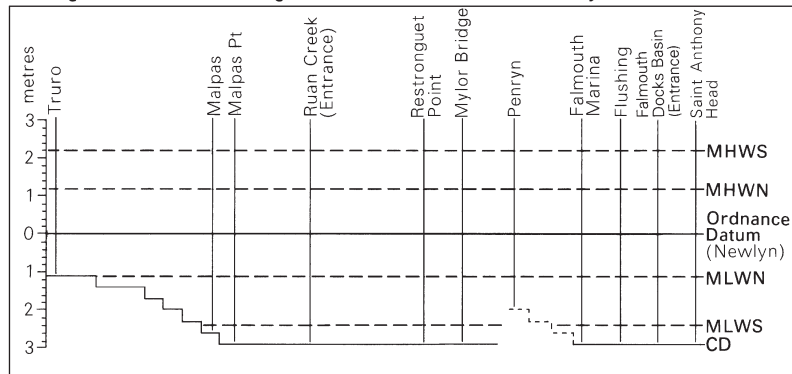 metres
Truro
Malpas
Malpas Pt
Ruan Creek
(Entrance)
Restronguet
Point
Mylor Bridge
Penryn
Falmouth
Marina
Flushing
Falmouth
Docks Basin
(Entrance)
Saint Anthony
Head
3
2
1
0
1
2
3
MHWS
MHWN
Ordnance
Datum
(Newlyn)
MLWN
MLWS
CD